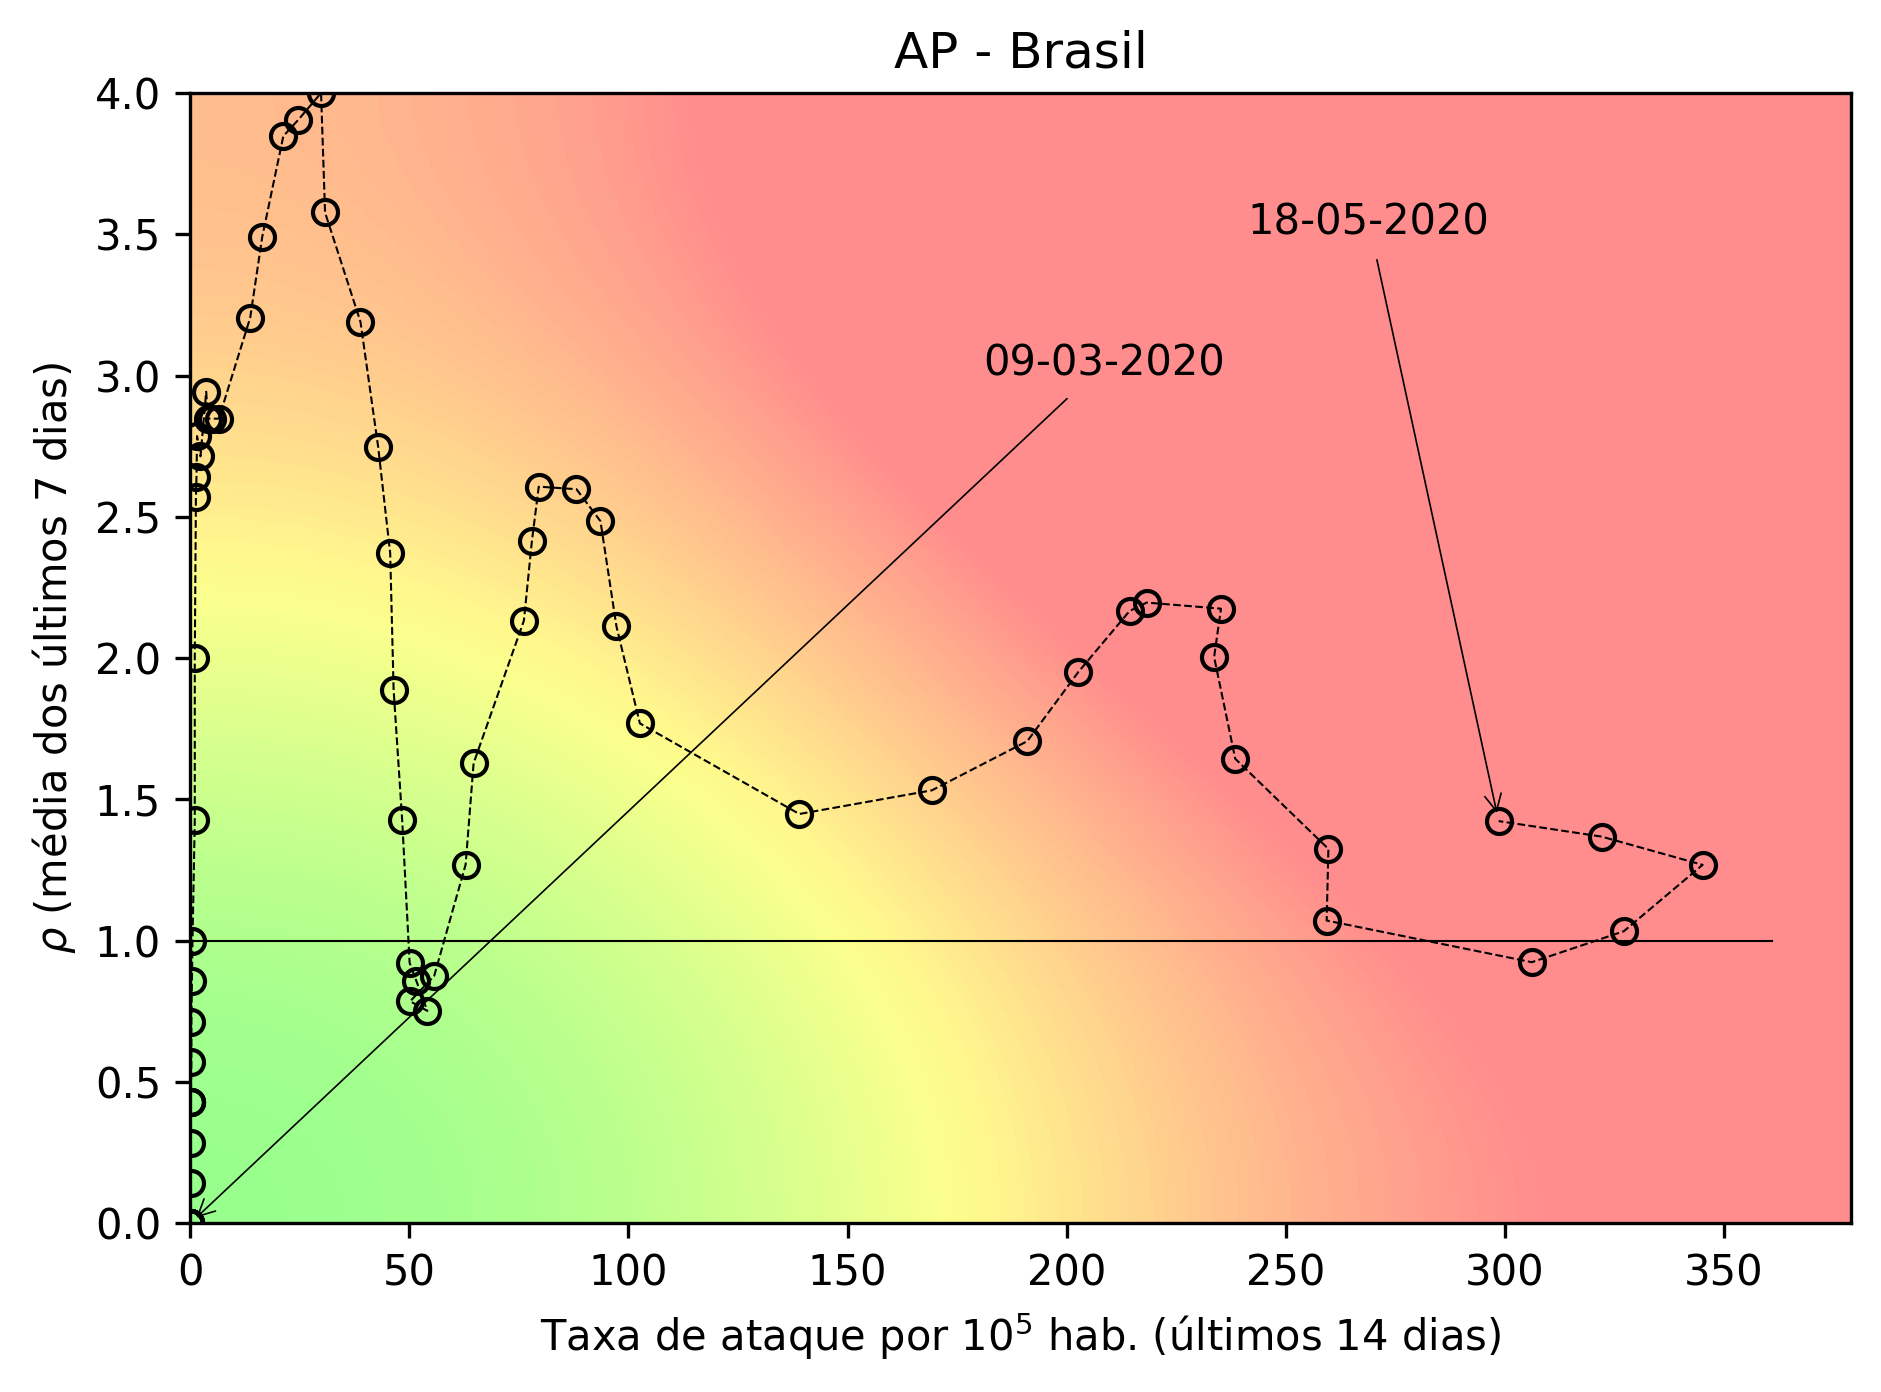 AP - Brasil
4.0
3.5
3.0
2.5
2.0
1.5
1.0
0.5
0.0
ρ (média dos últimos 7 dias)
18-05-2020
09-03-2020
0 50 100 150 200 250 300 350
Taxa de ataque por 10⁵ hab. (últimos 14 dias)